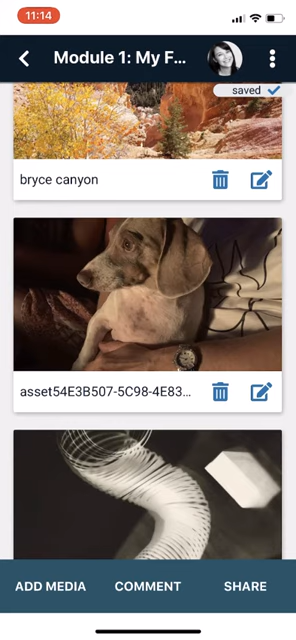 11:14
Module 1: My F...
saved
bryce canyon
asset54E3B507-5C98-4E83...
ADD MEDIA COMMENT SHARE